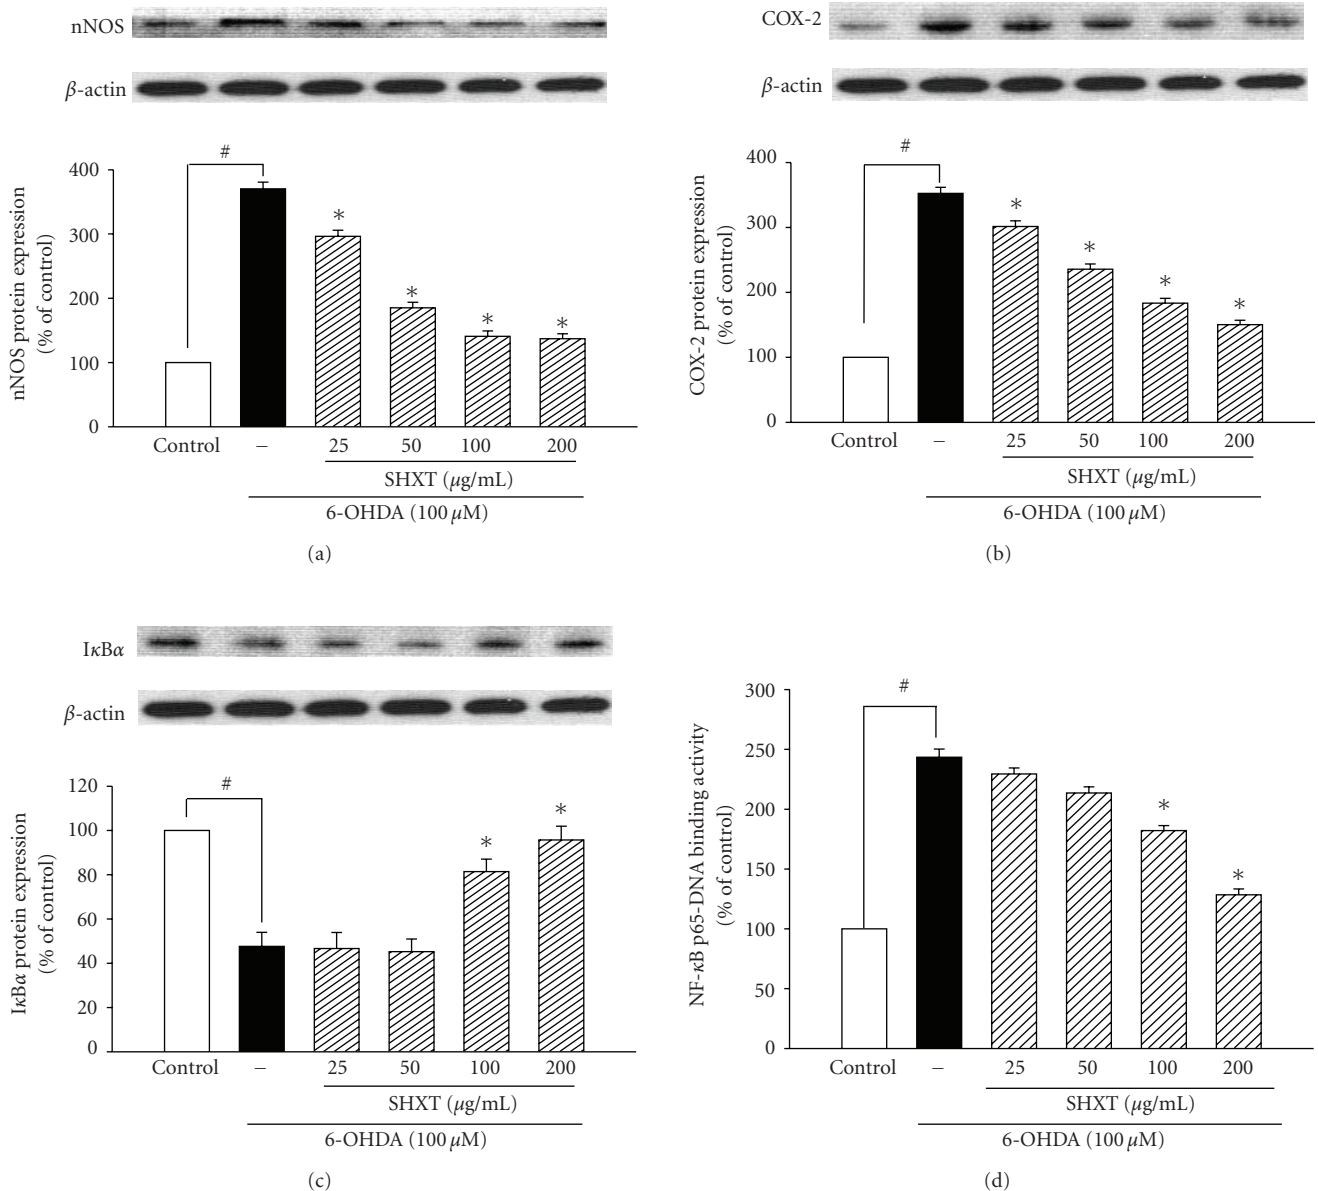 nNOS
β-actin
#
nNOS protein expression
(% of control)
400
300
200
100
0
*
*
*
*
Control
–
25
50
100
200
SHXT (μg/mL)
6-OHDA (100 μM)
(a)
COX-2
β-actin
#
COX-2 protein expression
(% of control)
400
300
200
100
0
*
*
*
*
Control
–
25
50
100
200
SHXT (μg/mL)
6-OHDA (100 μM)
(b)
IκBα
β-actin
#
IκBα protein expression
(% of control)
120
100
80
60
40
20
0
*
*
Control
–
25
50
100
200
SHXT (μg/mL)
6-OHDA (100 μM)
(c)
#
NF-κB p65-DNA binding activity
(% of control)
300
250
200
150
100
50
0
*
*
Control
–
25
50
100
200
SHXT (μg/mL)
6-OHDA (100 μM)
(d)